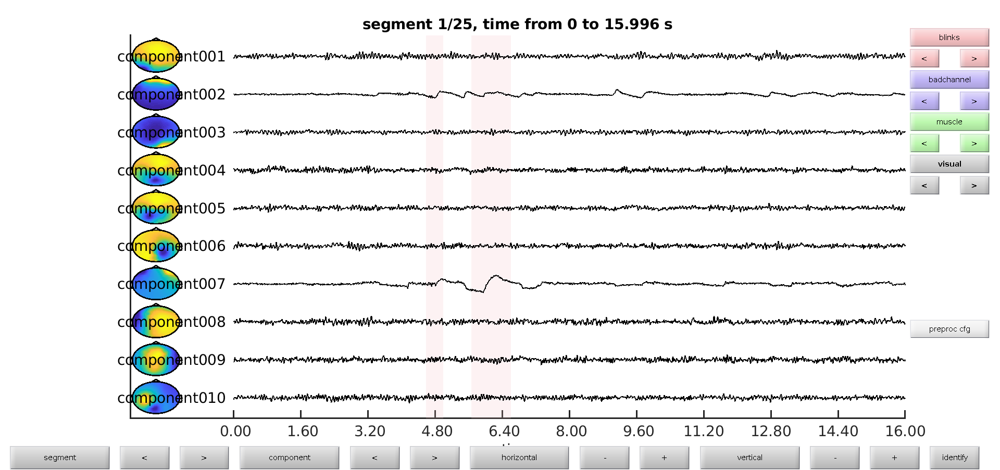 segment 1/25, time from 0 to 15.996 s
component001
component002
component003
component004
component005
component006
component007
component008
component009
component010
0.00 1.60 3.20 4.80 6.40 8.00 9.60 11.20 12.80 14.40 16.00
blinks
< >
badchannel
< >
muscle
< >
visual
< >
preproc cfg
segment < > component < > horizontal - + vertical - + identify